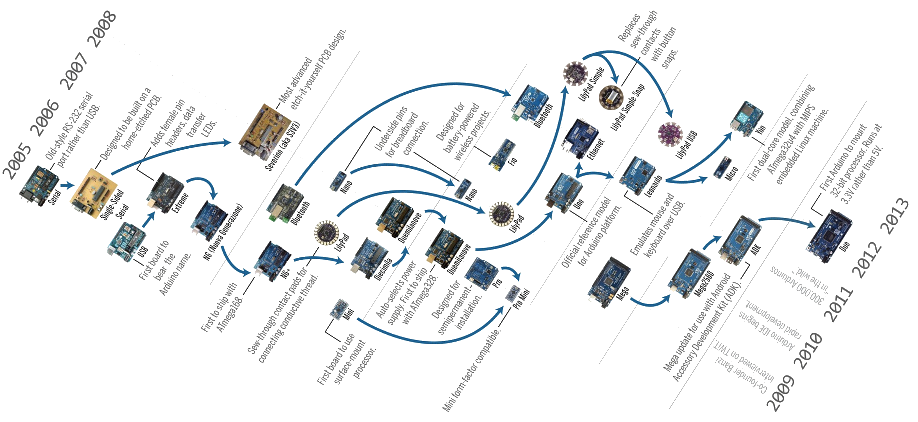 2005 2006 2007 2008
Old-style RS-232 serial
port rather than USB.
Serial
Designed to be built on a
home-etched PCB.
Single-Sided
Serial
Adds female pin
headers, data
transfer
LEDs.
Extreme
USB
First board to
bear the
Arduino name.
NG (Nuova Generazione)
Most advanced
etch-it-yourself PCB design.
Severino (aka S3V3)
First to ship with
ATmega168
NG+
Bluetooth
Sew-through contact pads for
connecting conductive thread.
LilyPad
Nano
Underside pins
for breadboard
connection.
Nano
Designed for
battery-powered
wireless projects
Pro
Bluetooth
Diecimila
Duemilanove
Auto-selects power
supply. First to ship
with ATmega328.
Duemilanove
Mini
First board to use
surface-mount
processor.
LilyPad
Designed for
semipermanent
installation.
Pro
Pro Mini
Mini form-factor compatible.
LilyPad Simple
Replaces
sew-through
contacts
with button
snaps.
LilyPad Simple Snap
LilyPad USB
Ethernet
Uno
Official reference model
for Arduino platform.
Leonardo
Emulates mouse and
keyboard over USB.
Micro
Yún
First dual-core model, combining
ATmega32u4 with MIPS
embedded Linux machine.
Mega
Mega2560
ADK
Mega update for use with Android
Accessory Development Kit (ADK).
First Arduino to mount
32-bit processor. Runs at
3.3V rather than 5V.
Due
300,000 Arduinos
"in the wild"
Arduino IDE begins
rapid development.
Co-founder Banzi
interviewed on TWiT
2009 2010 2011 2012 2013